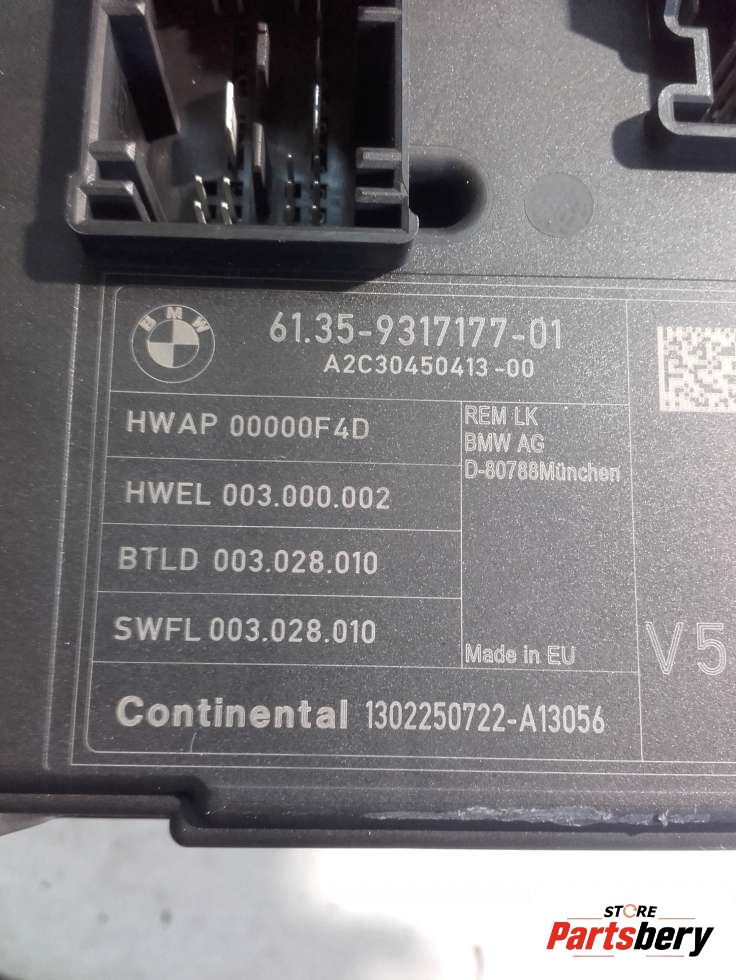 BMW
61.35-9317177-01
A2C30450413-00
HWAP 00000F4D
REM LK
BMW AG
D-80788München
HWEL 003.000.002
BTLD 003.028.010
SWFL 003.028.010
Made in EU
V5
Continental 1302250722-A13056
STORE
Partsbery